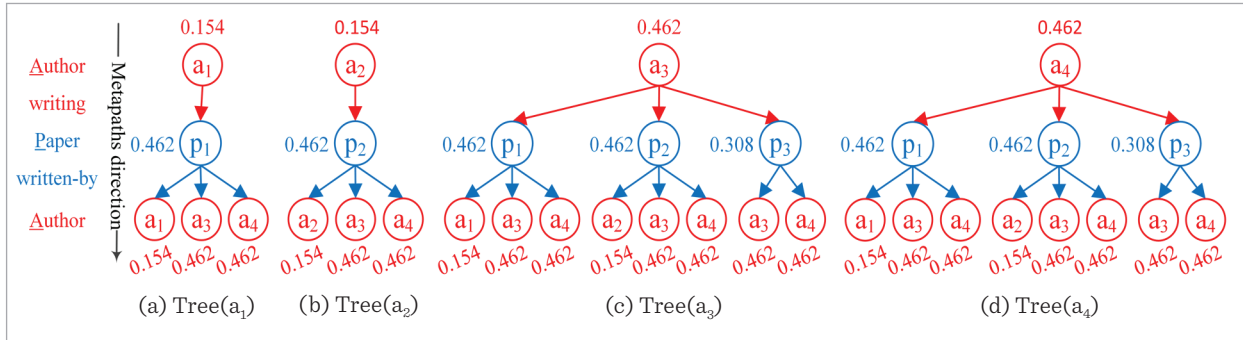 Metapaths direction
Author
writing
Paper
written-by
Author
0.154
a₁
0.462
p₁
a₁ a₃ a₄
0.154 0.462 0.462
(a) Tree(a₁)
0.154
a₂
0.462
p₂
a₂ a₃ a₄
0.154 0.462 0.462
(b) Tree(a₂)
0.462
a₃
0.462 p₁ 0.462 p₂ 0.308 p₃
a₁ a₃ a₄ a₂ a₃ a₄ a₃ a₄
0.154 0.462 0.462 0.154 0.462 0.462 0.462 0.462
(c) Tree(a₃)
0.462
a₄
0.462 p₁ 0.462 p₂ 0.308 p₃
a₁ a₃ a₄ a₂ a₃ a₄ a₃ a₄
0.154 0.462 0.462 0.154 0.462 0.462 0.462 0.462
(d) Tree(a₄)